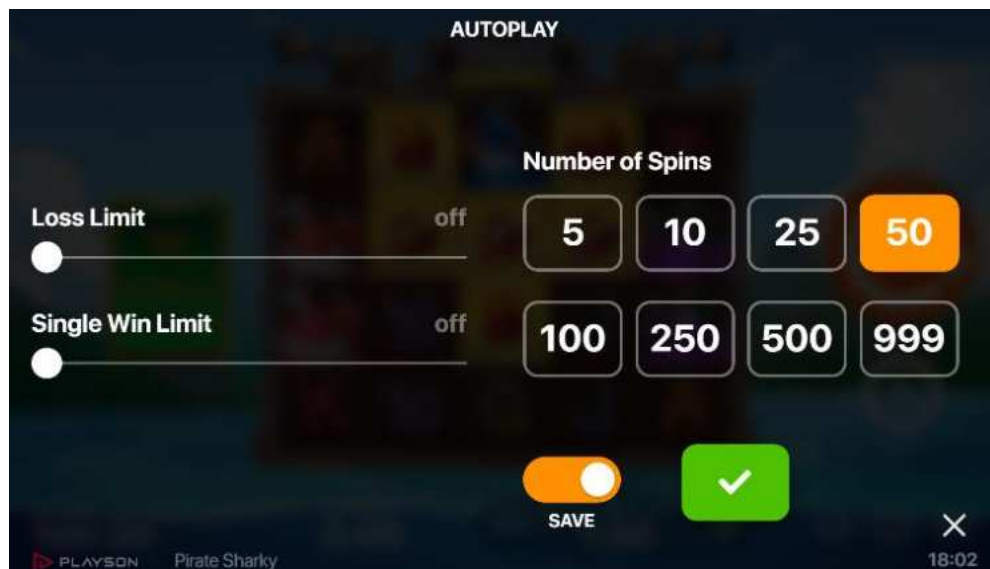 AUTOPLAY
Number of Spins
Loss Limit off
5 10 25 50
Single Win Limit off
100 250 500 999
SAVE
PLAYSON Pirate Sharky
18:02